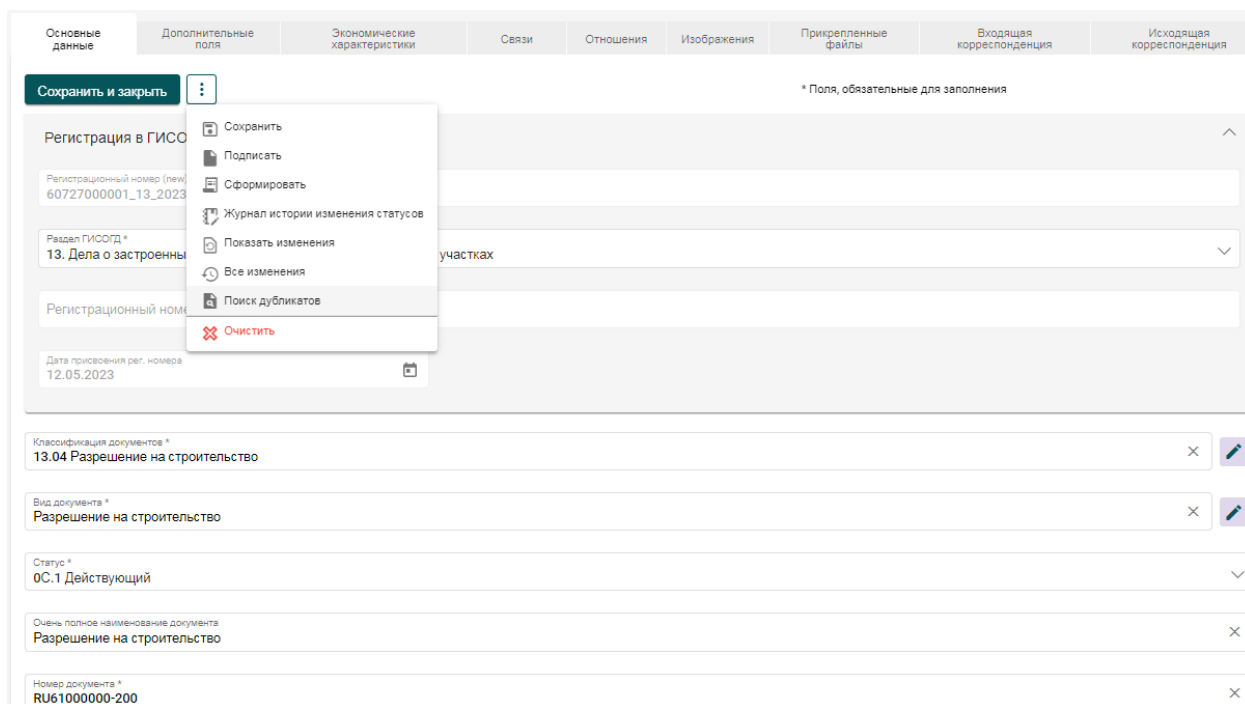 Основные данные
Дополнительные поля
Экономические характеристики
Связи
Отношения
Изображения
Прикрепленные файлы
Входящая корреспонденция
Исходящая корреспонденция
Сохранить и закрыть
* Поля, обязательные для заполнения
Сохранить
Подписать
Сформировать
Журнал истории изменения статусов
Показать изменения
Все изменения
Поиск дубликатов
Очистить
Регистрация в ГИСО
Регистрационный номер (new)
60727000001_13_2023
Раздел ГИСОГД *
13. Дела о застроенны участках
Регистрационный номе
Дата присвоения рег. номера
12.05.2023
Классификация документов *
13.04 Разрешение на строительство
Вид документа *
Разрешение на строительство
Статус *
0С.1 Действующий
Очень полное наименование документа
Разрешение на строительство
Номер документа *
RU61000000-200